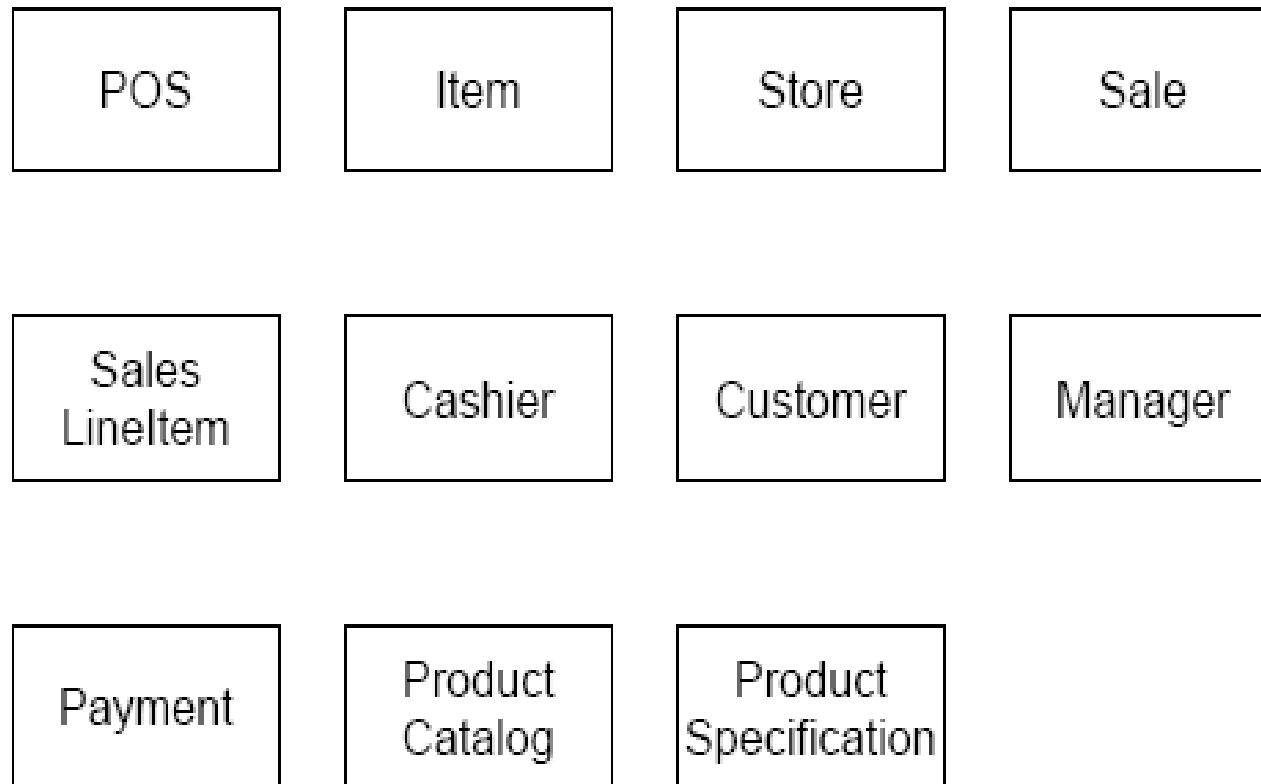 POS
Item
Store
Sale
Sales
LineItem
Cashier
Customer
Manager
Payment
Product
Catalog
Product
Specification